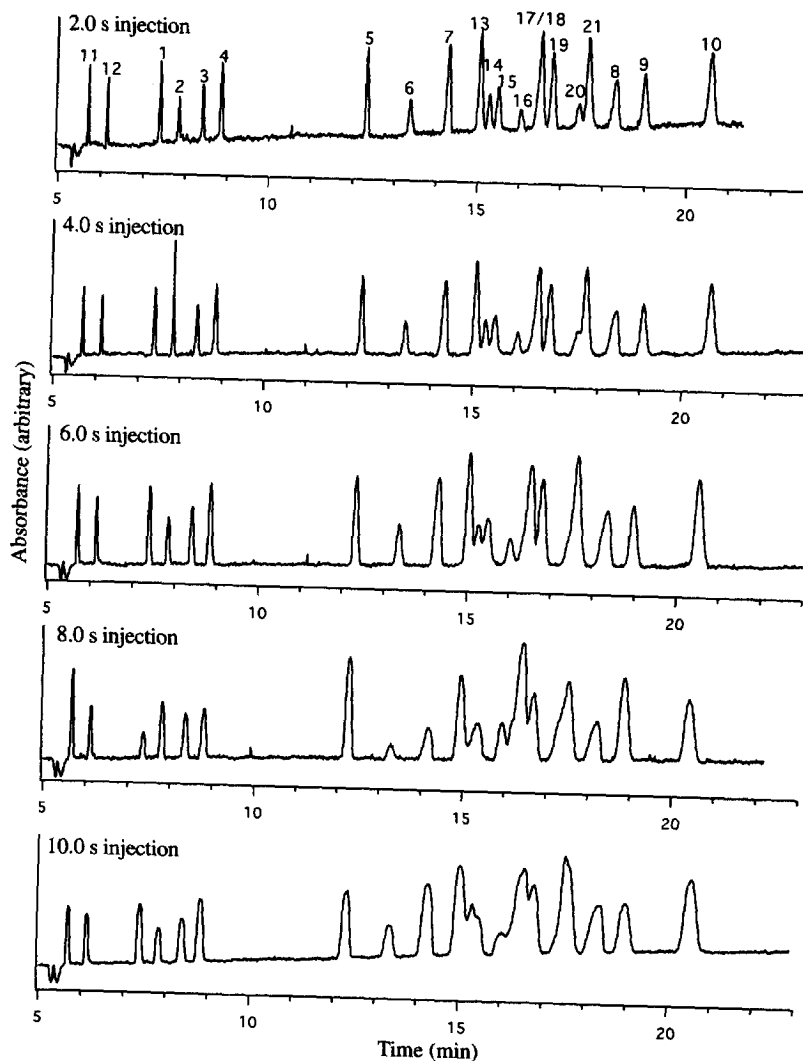 2.0 s injection
11 12 1 2 3 4 5 6 7 13 14 15 16 17/18 19 20 21 8 9 10
5 10 15 20
4.0 s injection
5 10 15 20
6.0 s injection
5 10 15 20
8.0 s injection
5 10 15 20
10.0 s injection
5 10 15 20
Absorbance (arbitrary)
Time (min)